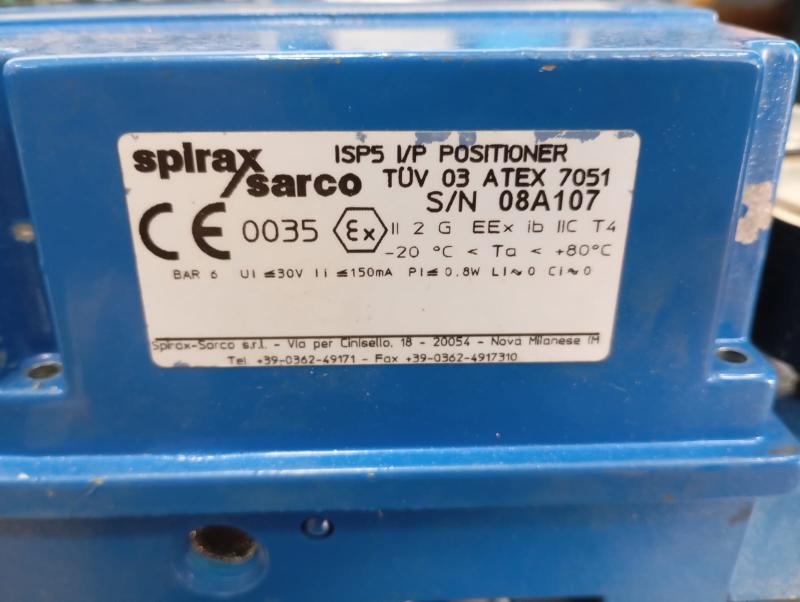 spirax
sarco
ISP5 I/P POSITIONER
TÜV 03 ATEX 7051
S/N 08A107
CE 0035 Ex II 2 G EEx ib IIC T4
-20 °C < Ta < +80°C
BAR 6 Ui ≤30V Ii ≤150mA Pi≤ 0.8W Li≈0 Ci≈0
Spirax-Sarco s.r.l. - Via per Cinisello, 18 - 20054 - Nova Milanese (M
Tel. +39-0362-49171 - Fax +39-0362-4917310